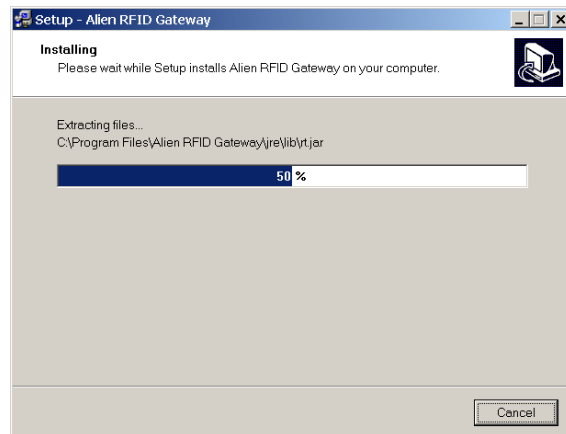 Setup - Alien RFID Gateway
Installing
Please wait while Setup installs Alien RFID Gateway on your computer.
Extracting files...
C:\Program Files\Alien RFID Gateway\jre\lib\rt.jar
50 %
Cancel